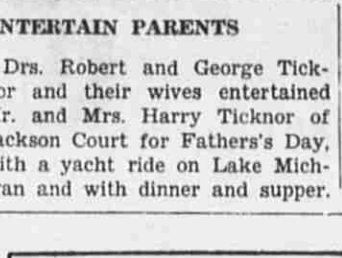 NTERTAIN PARENTS
Drs. Robert and George Tick-
or and their wives entertained
r. and Mrs. Harry Ticknor of
ackson Court for Fathers's Day,
ith a yacht ride on Lake Mich-
an and with dinner and supper.